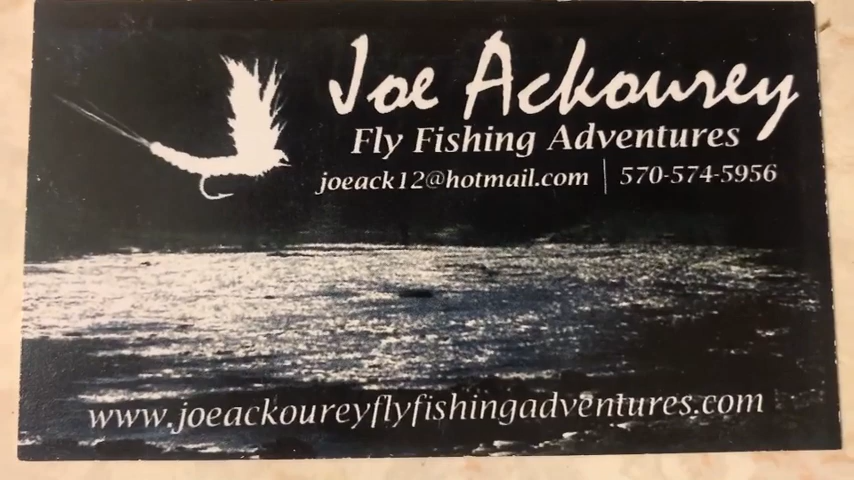 Joe Ackourey
Fly Fishing Adventures
joeack12@hotmail.com | 570-574-5956
www.joeackoureyflyfishingadventures.com